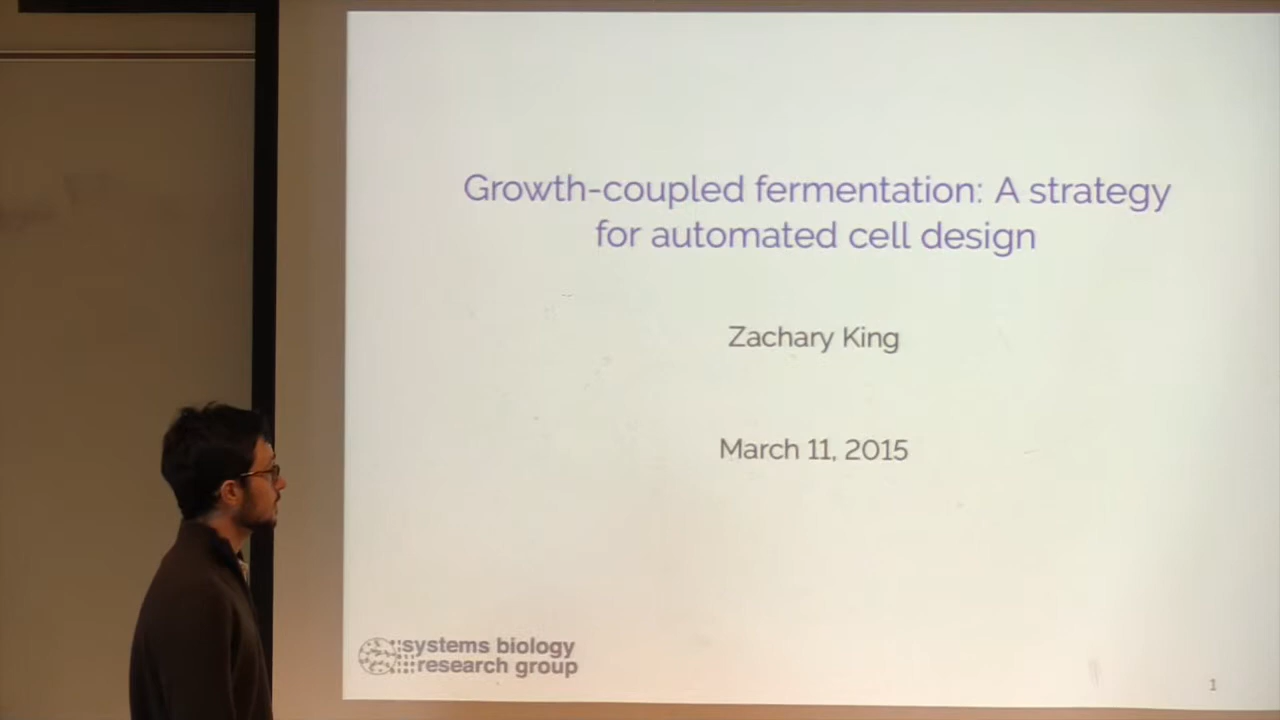 Growth-coupled fermentation: A strategy
for automated cell design
Zachary King
March 11, 2015
systems biology
research group
1